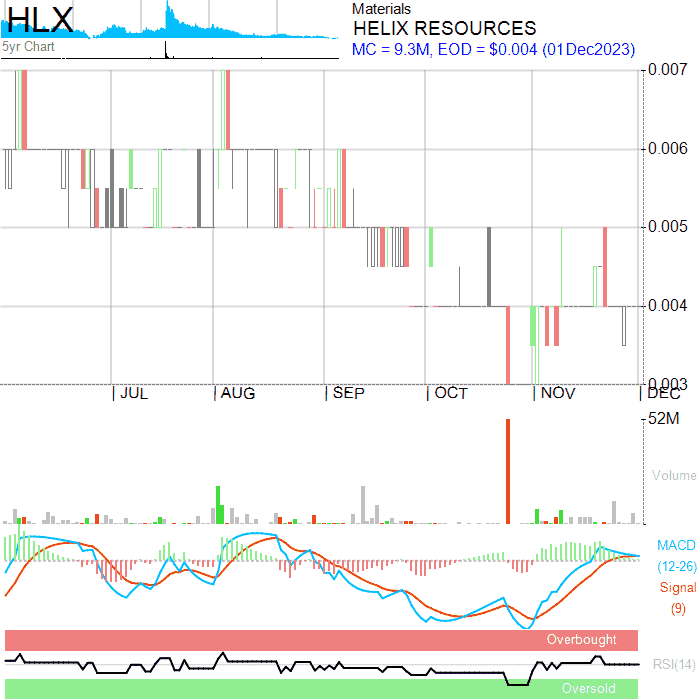 HLX
5yr Chart
Materials
HELIX RESOURCES
MC = 9.3M, EOD = $0.004 (01Dec2023)
0.007
0.006
0.005
0.004
0.003
JUL
AUG
SEP
OCT
NOV
DEC
52M
Volume
MACD
(12-26)
Signal
(9)
Overbought
RSI(14)
Oversold